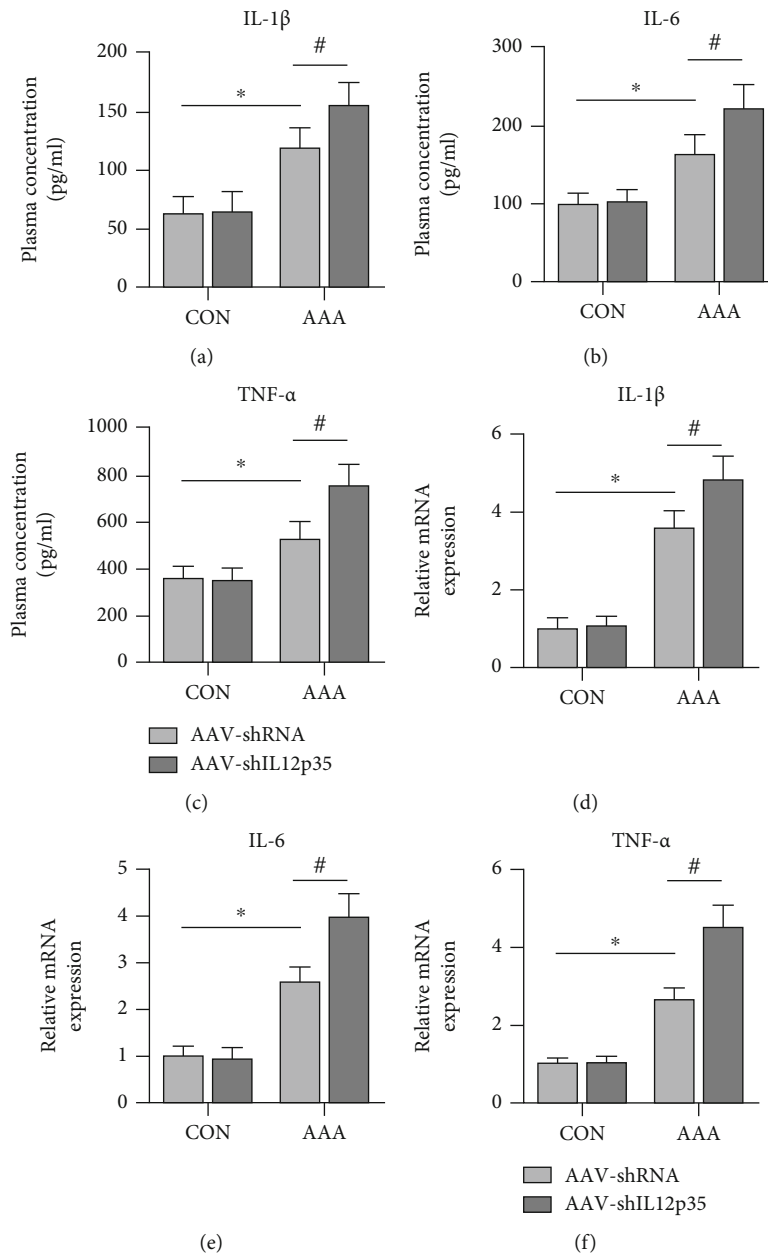 IL-1β
200
150
100
50
0
Plasma concentration
(pg/ml)
*
#
CON
AAA
(a)
IL-6
300
200
100
0
Plasma concentration
(pg/ml)
*
#
CON
AAA
(b)
TNF-α
1000
800
600
400
400
0
Plasma concentration
(pg/ml)
*
#
CON
AAA
AAV-shRNA
AAV-shIL12p35
(c)
IL-1β
6
4
2
0
Relative mRNA
expression
*
#
CON
AAA
(d)
IL-6
5
4
3
2
1
0
Relative mRNA
expression
*
#
CON
AAA
(e)
TNF-α
6
4
2
0
Relative mRNA
expression
*
#
CON
AAA
AAV-shRNA
AAV-shIL12p35
(f)